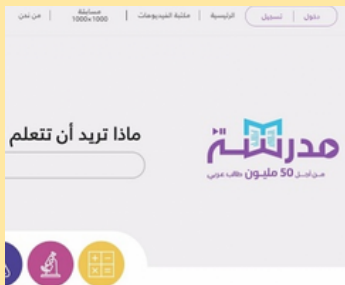 دخول | تسجيل | الرئيسية | مكتبة الفيديوهات | مسابقة 1000×1000 | من نحن
مدرسة
من أجل 50 مليون طالب عربي
ماذا تريد أن تتعلم